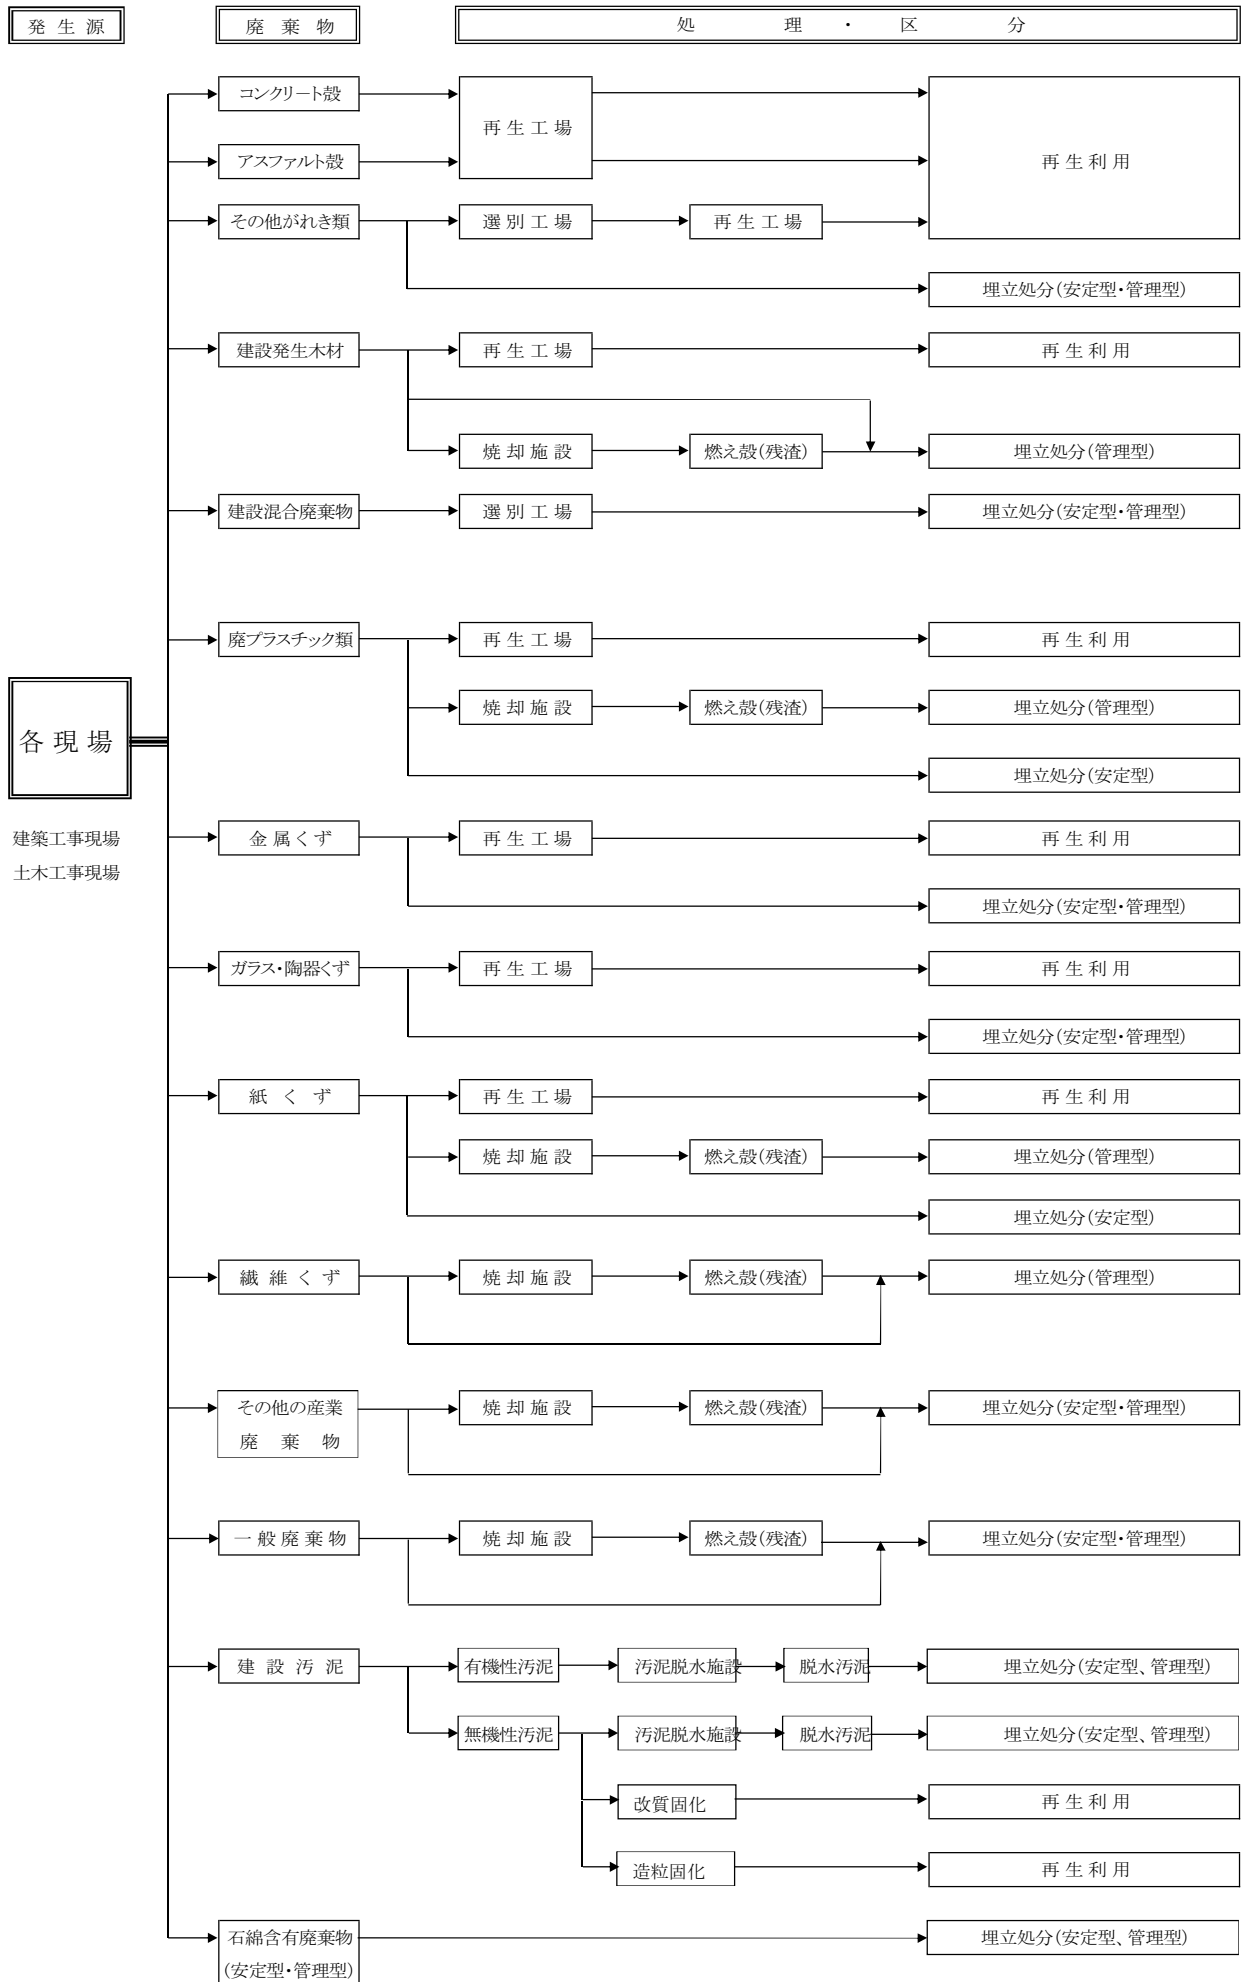 発生源 廃棄物 処理・区分
コンクリート殻 再生工場 再生利用
アスファルト殻
その他がれき類 選別工場 再生工場
埋立処分(安定型・管理型)
建設発生木材 再生工場 再生利用
焼却施設 燃え殻(残渣) 埋立処分(管理型)
建設混合廃棄物 選別工場 埋立処分(安定型・管理型)
廃プラスチック類 再生工場 再生利用
焼却施設 燃え殻(残渣) 埋立処分(管理型)
各現場
埋立処分(安定型)
建築工事現場
土木工事現場
金属くず 再生工場 再生利用
埋立処分(安定型・管理型)
ガラス・陶器くず 再生工場 再生利用
埋立処分(安定型・管理型)
紙くず 再生工場 再生利用
焼却施設 燃え殻(残渣) 埋立処分(管理型)
埋立処分(安定型)
繊維くず 焼却施設 燃え殻(残渣) 埋立処分(管理型)
その他の産業 焼却施設 燃え殻(残渣) 埋立処分(安定型・管理型)
廃棄物
一般廃棄物 焼却施設 燃え殻(残渣) 埋立処分(安定型・管理型)
建設汚泥 有機性汚泥 汚泥脱水施設 脱水汚泥 埋立処分(安定型、管理型)
無機性汚泥 汚泥脱水施設 脱水汚泥 埋立処分(安定型、管理型)
改質固化 再生利用
造粒固化 再生利用
石綿含有廃棄物 埋立処分(安定型、管理型)
(安定型・管理型)